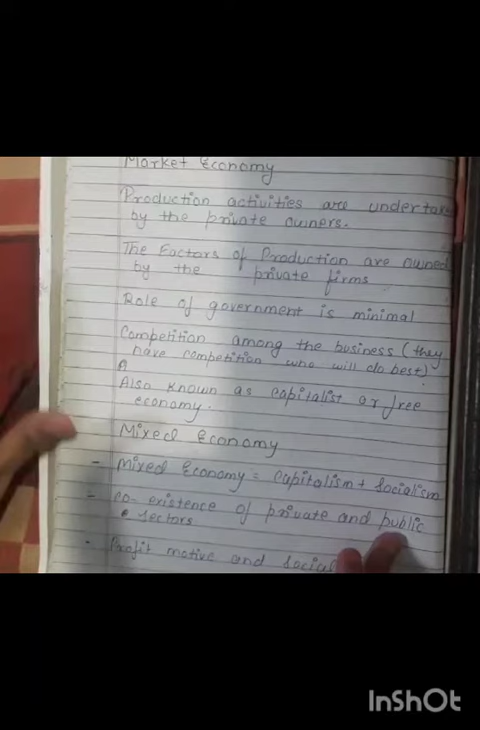 Market Economy
Production activities are undertake
by the private owners.
The Factors of Production are owned
by the private firms
Role of government is minimal
Competition among the business (they
have competition who will do best)
A
Also known as capitalist or free
economy.
Mixed Economy
- Mixed Economy = Capitalism + Socialism
- co-existence of private and public
sectors
- Profit motive and social
InShOt